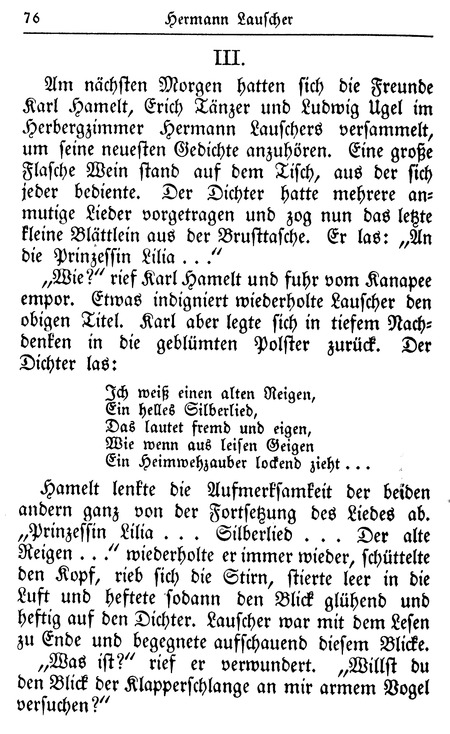 76 Hermann Lauscher
III.
Am nächsten Morgen hatten sich die Freunde
Karl Hamelt, Erich Tänzer und Ludwig Ugel im
Herbergzimmer Hermann Lauschers versammelt,
um seine neuesten Gedichte anzuhören. Eine große
Flasche Wein stand auf dem Tisch, aus der sich
jeder bediente. Der Dichter hatte mehrere an-
mutige Lieder vorgetragen und zog nun das letzte
kleine Blättlein aus der Brusttasche. Er las: „An
die Prinzessin Lilia . . .“
„Wie?“ rief Karl Hamelt und fuhr vom Kanapee
empor. Etwas indigniert wiederholte Lauscher den
obigen Titel. Karl aber legte sich in tiefem Nach-
denken in die geblümten Polster zurück. Der
Dichter las:
Ich weiß einen alten Reigen,
Ein helles Silberlied,
Das lautet fremd und eigen,
Wie wenn aus leisen Geigen
Ein Heimwehzauber lockend zieht . . .
Hamelt lenkte die Aufmerksamkeit der beiden
andern ganz von der Fortsetzung des Liedes ab.
„Prinzessin Lilia . . . Silberlied . . . Der alte
Reigen . . .“ wiederholte er immer wieder, schüttelte
den Kopf, rieb sich die Stirn, stierte leer in die
Luft und heftete sodann den Blick glühend und
heftig auf den Dichter. Lauscher war mit dem Lesen
zu Ende und begegnete aufschauend diesem Blicke.
„Was ist?“ rief er verwundert. „Willst du
den Blick der Klapperschlange an mir armem Vogel
versuchen?“